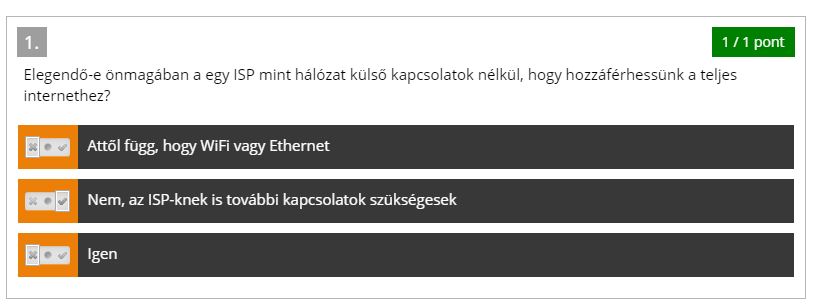 1.
1 / 1 pont
Elegendő-e önmagában a egy ISP mint hálózat külső kapcsolatok nélkül, hogy hozzáférhessünk a teljes
internethez?
Attől függ, hogy WiFi vagy Ethernet
Nem, az ISP-knek is további kapcsolatok szükségesek
Igen